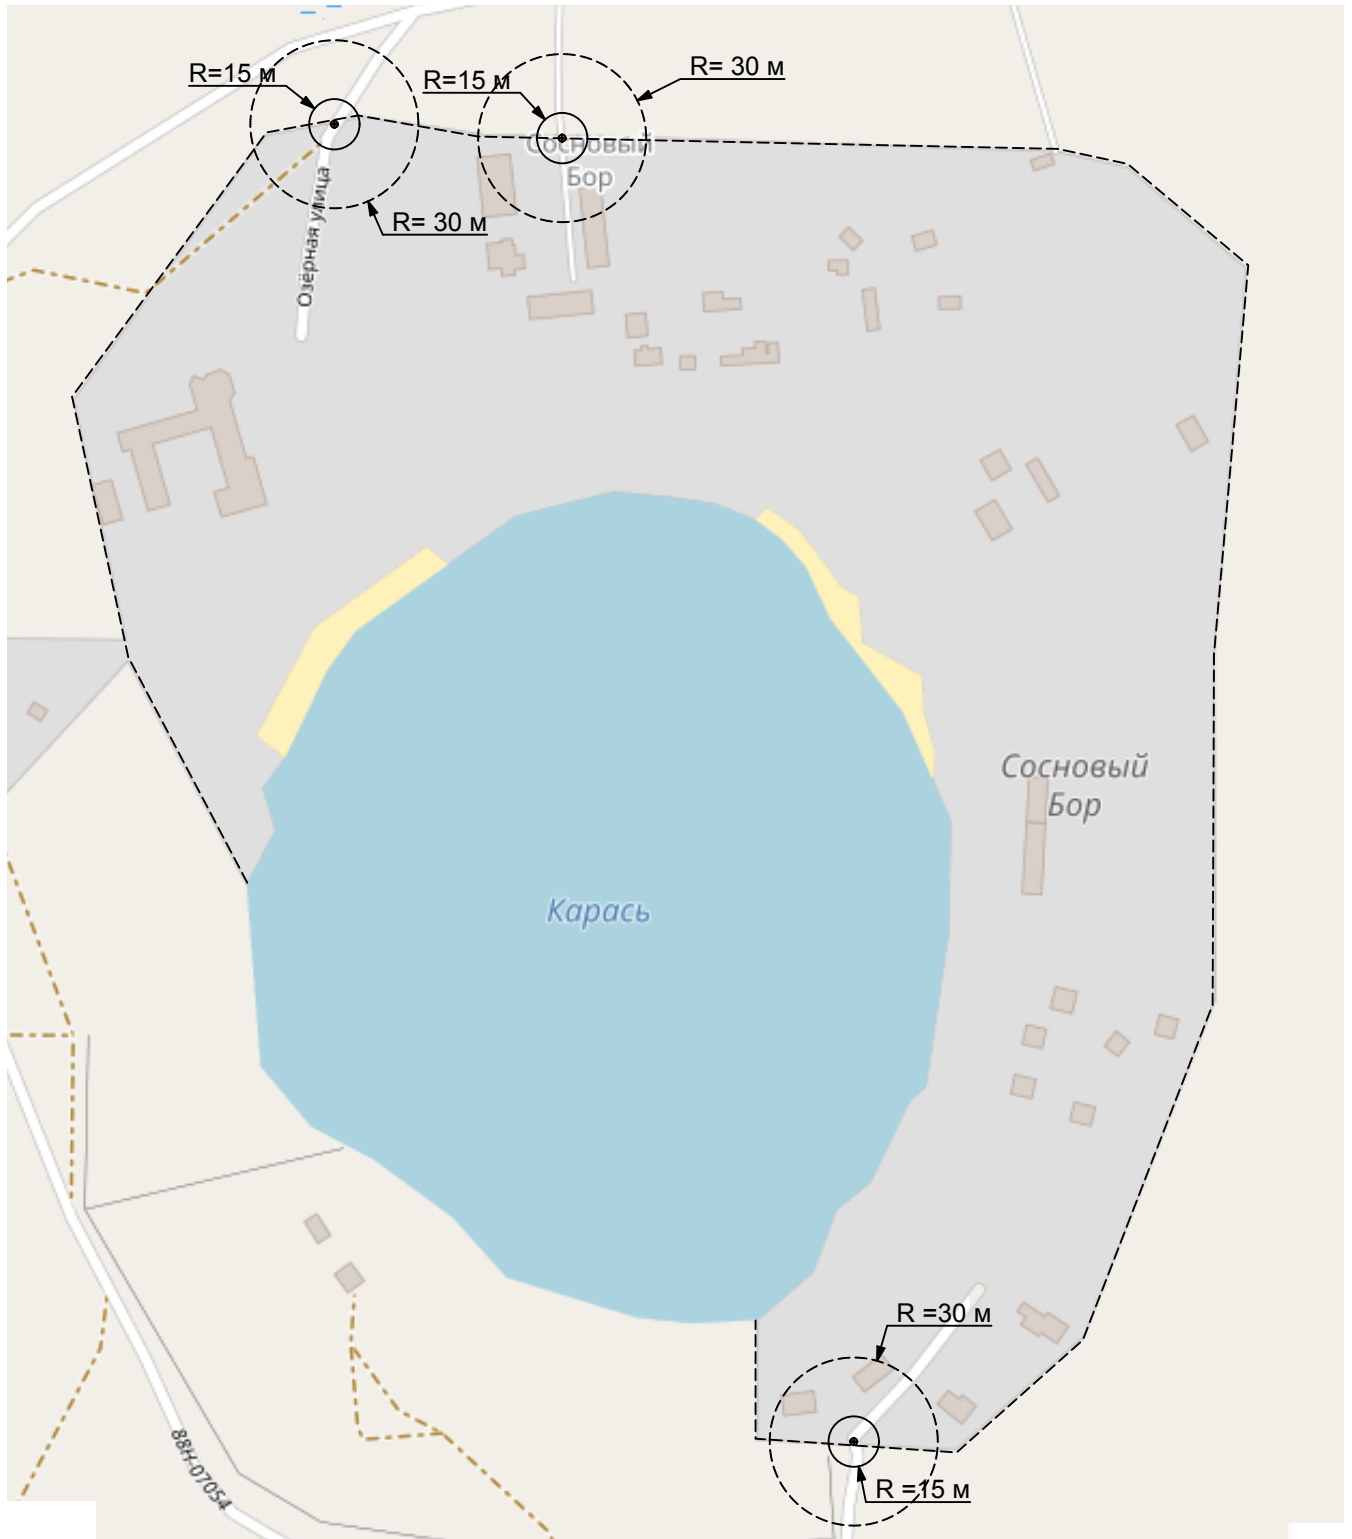 R=15 м
R=15 м
R= 30 м
Сосновый
Бор
R= 30 м
Озёрная улица
Сосновый
Бор
Карась
R =30 м
88Н-07054
R =15 м